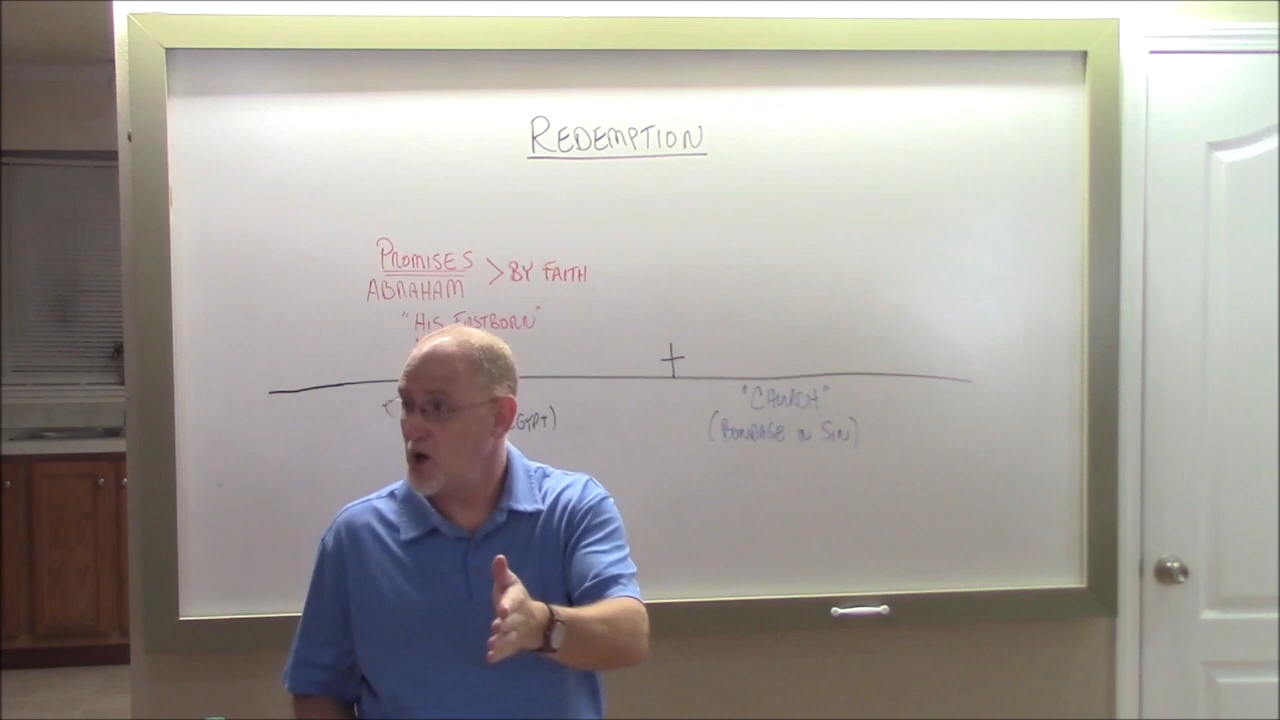 REDEMPTION
PROMISES
ABRAHAM > BY FAITH
"HIS FIRSTBORN"
"CHURCH"
(BONDAGE IN SIN)